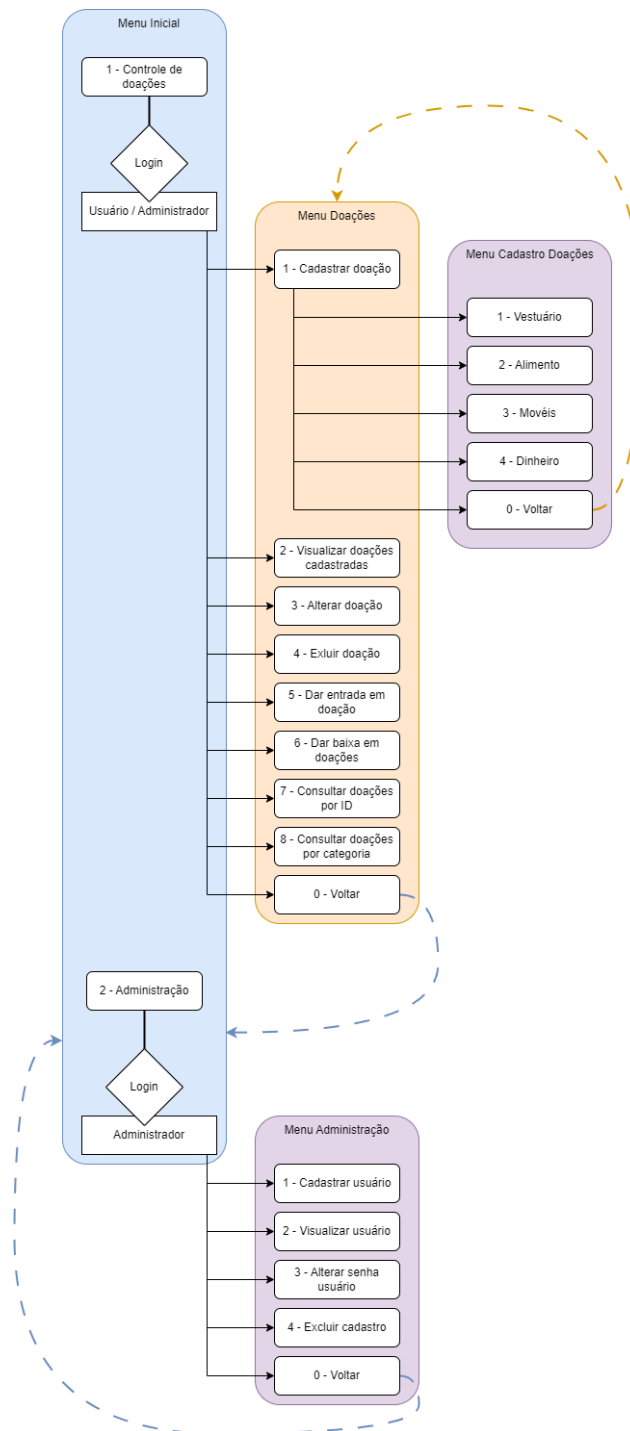 Menu Inicial
1 - Controle de
doações
Login
Usuário / Administrador
Menu Doações
1 - Cadastrar doação
Menu Cadastro Doações
1 - Vestuário
2 - Alimento
3 - Movéis
4 - Dinheiro
0 - Voltar
2 - Visualizar doações
cadastradas
3 - Alterar doação
4 - Exluir doação
5 - Dar entrada em
doação
6 - Dar baixa em
doações
7 - Consultar doações
por ID
8 - Consultar doações
por categoria
0 - Voltar
2 - Administração
Login
Administrador
Menu Administração
1 - Cadastrar usuário
2 - Visualizar usuário
3 - Alterar senha
usuário
4 - Excluir cadastro
0 - Voltar